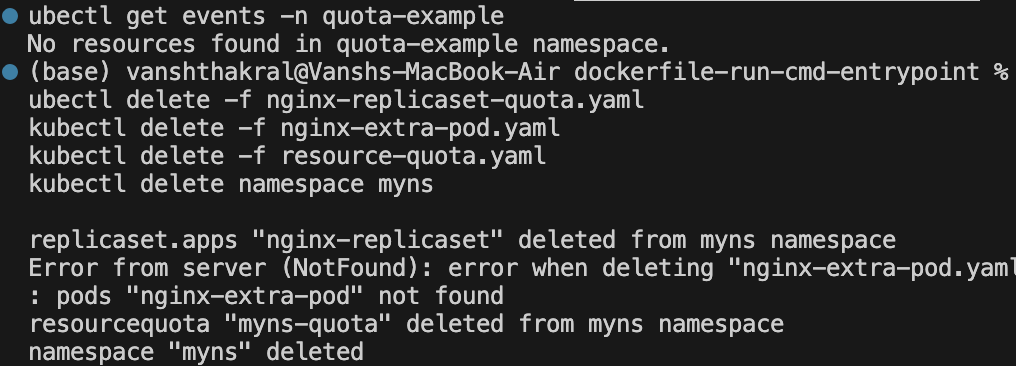 ubectl get events -n quota-example
No resources found in quota-example namespace.
(base) vanshthakral@Vanshs-MacBook-Air dockerfile-run-cmd-entrypoint %
ubectl delete -f nginx-replicaset-quota.yaml
kubectl delete -f nginx-extra-pod.yaml
kubectl delete -f resource-quota.yaml
kubectl delete namespace myns
replicaset.apps "nginx-replicaset" deleted from myns namespace
Error from server (NotFound): error when deleting "nginx-extra-pod.yaml
: pods "nginx-extra-pod" not found
resourcequota "myns-quota" deleted from myns namespace
namespace "myns" deleted